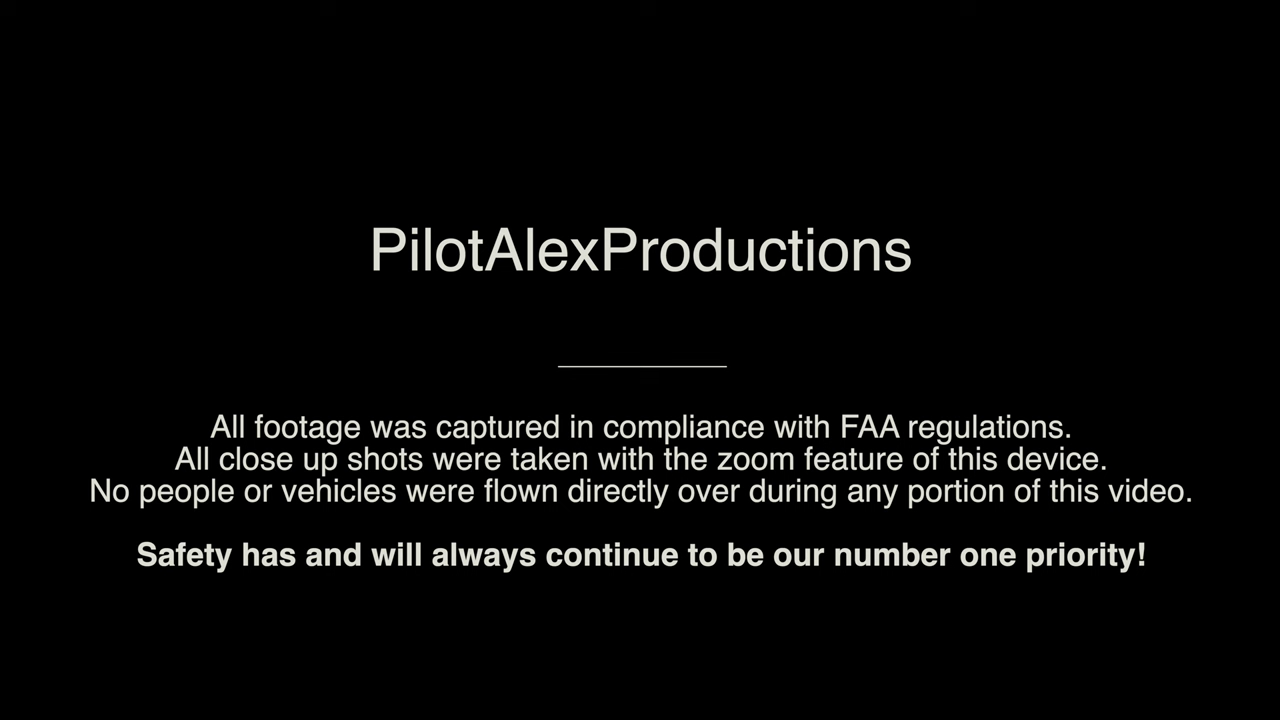 PilotAlexProductions
All footage was captured in compliance with FAA regulations.
All close up shots were taken with the zoom feature of this device.
No people or vehicles were flown directly over during any portion of this video.
Safety has and will always continue to be our number one priority!